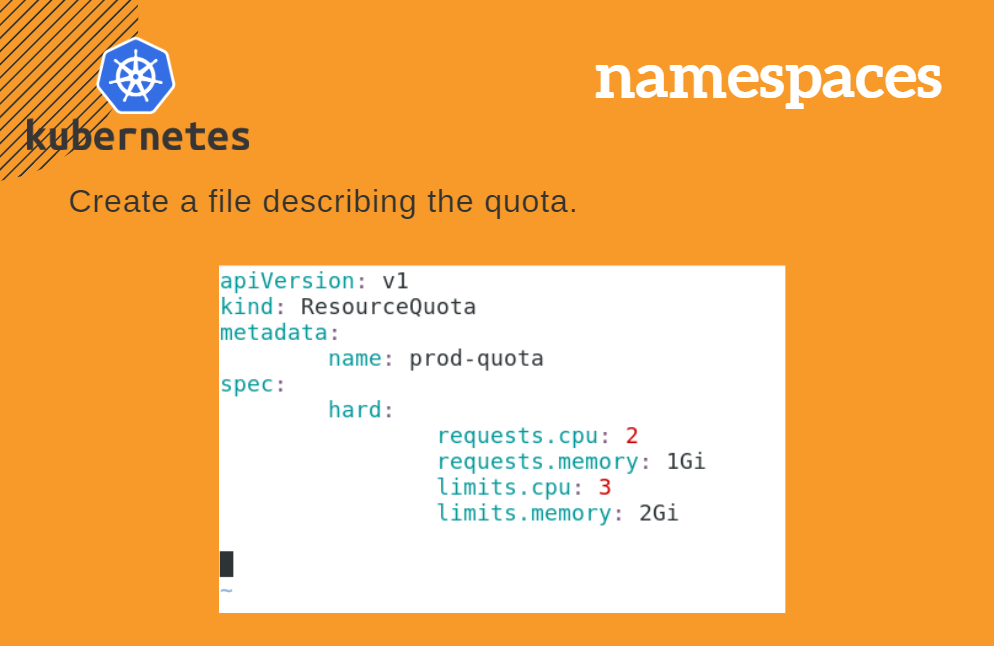 kubernetes
namespaces
Create a file describing the quota.
apiVersion: v1
kind: ResourceQuota
metadata:
        name: prod-quota
spec:
        hard:
                requests.cpu: 2
                requests.memory: 1Gi
                limits.cpu: 3
                limits.memory: 2Gi
~